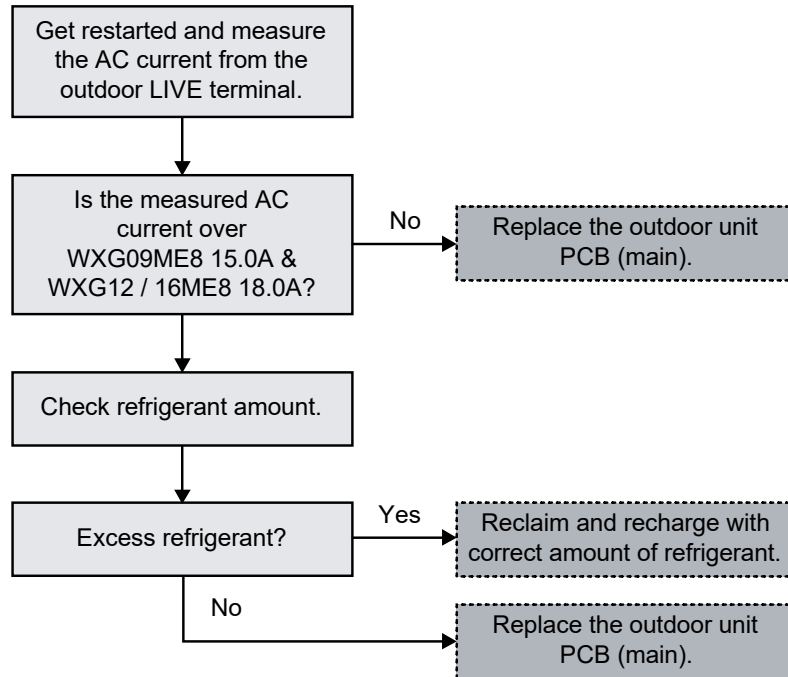 Get restarted and measure
the AC current from the
outdoor LIVE terminal.
Is the measured AC
current over
WXG09ME8 15.0A &
WXG12 / 16ME8 18.0A?
No
Replace the outdoor unit
PCB (main).
Check refrigerant amount.
Excess refrigerant?
Yes
Reclaim and recharge with
correct amount of refrigerant.
No
Replace the outdoor unit
PCB (main).